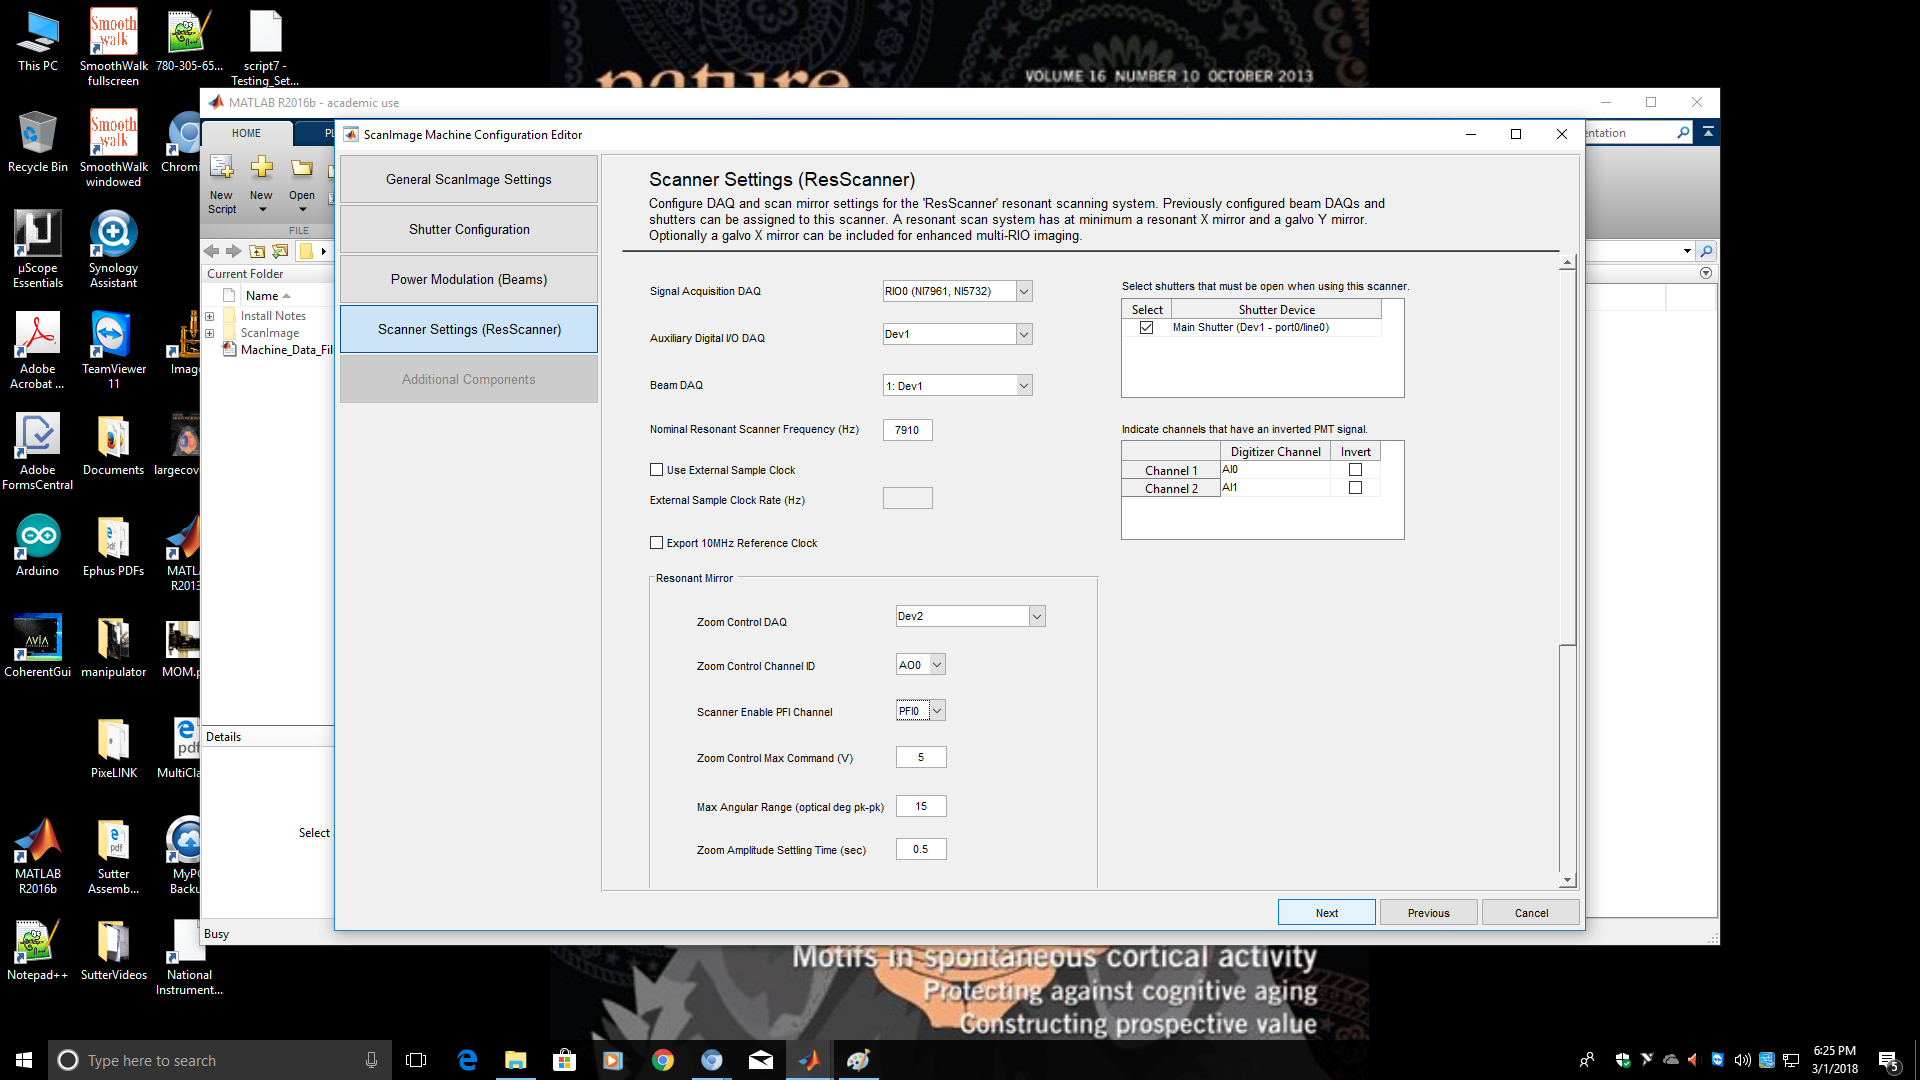 This PC
SmoothWalk
fullscreen
780-305-65...
script7 -
Testing_Set...
Recycle Bin
SmoothWalk
windowed
µScope
Essentials
Synology
Assistant
Adobe
Acrobat ...
TeamViewer
11
Adobe
FormsCentral
Documents
largecov
Arduino
Ephus PDFs
MATL
R2013
CoherentGui
manipulator
MOM.p
PixeLINK
MultiCla
MATLAB
R2016b
Sutter
Assemb...
MyPC
Backu
Notepad++
SutterVideos
National
Instrument...
nature
VOLUME 16 NUMBER 10 OCTOBER 2013
MATLAB R2016b - academic use
HOME
PL
New
Script
New
Open
FILE
Current Folder
Name
Install Notes
ScanImage
Machine_Data_Fil
Details
Select
Busy
ScanImage Machine Configuration Editor
General ScanImage Settings
Shutter Configuration
Power Modulation (Beams)
Scanner Settings (ResScanner)
Additional Components
Scanner Settings (ResScanner)
Configure DAQ and scan mirror settings for the 'ResScanner' resonant scanning system. Previously configured beam DAQs and
shutters can be assigned to this scanner. A resonant scan system has at minimum a resonant X mirror and a galvo Y mirror.
Optionally a galvo X mirror can be included for enhanced multi-RIO imaging.
Signal Acquisition DAQ RIO0 (NI7961, NI5732)
Auxiliary Digital I/O DAQ Dev1
Beam DAQ 1: Dev1
Nominal Resonant Scanner Frequency (Hz) 7910
Use External Sample Clock
External Sample Clock Rate (Hz)
Export 10MHz Reference Clock
Resonant Mirror
Zoom Control DAQ Dev2
Zoom Control Channel ID AO0
Scanner Enable PFI Channel PFI0
Zoom Control Max Command (V) 5
Max Angular Range (optical deg pk-pk) 15
Zoom Amplitude Settling Time (sec) 0.5
Select shutters that must be open when using this scanner.
Select Shutter Device
Main Shutter (Dev1 - port0/line0)
Indicate channels that have an inverted PMT signal.
Digitizer Channel Invert
Channel 1 AI0
Channel 2 AI1
Next
Previous
Cancel
Motifs in spontaneous cortical activity
Protecting against cognitive aging
Constructing prospective value
Type here to search
6:25 PM
3/1/2018
5